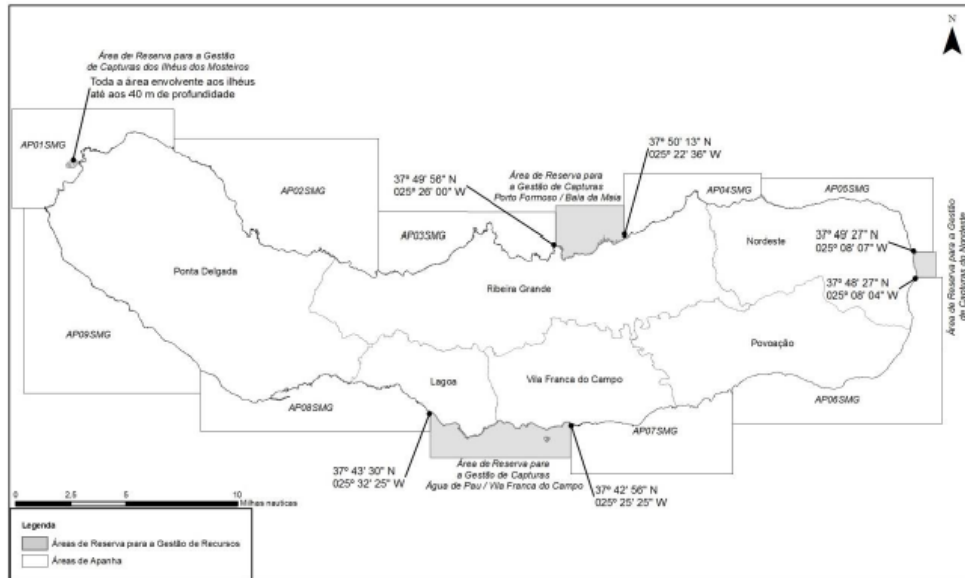 N
Área de Reserva para a Gestão
de Capturas dos Ilhéus dos Mosteiros
Toda a área envolvente aos ilhéus
até aos 40 m de profundidade
AP01SMG
AP02SMG
37º 49' 56" N
025º 26' 00" W
Área de Reserva para
a Gestão de Capturas
Porto Formoso / Baía da Maia
37º 50' 13" N
025º 22' 36" W
AP03SMG
AP04SMG
AP05SMG
Nordeste
37º 49' 27" N
025º 08' 07" W
37º 48' 27" N
025º 08' 04" W
Área de Reserva para a Gestão
de Capturas do Nordeste
Ponta Delgada
Ribeira Grande
AP09SMG
Lagoa
Vila Franca do Campo
Povoação
AP08SMG
AP07SMG
AP06SMG
37º 43' 30" N
025º 32' 25" W
Área de Reserva para
a Gestão de Capturas
Água de Pau / Vila Franca do Campo
37º 42' 56" N
025º 25' 25" W
0 2.5 5 10
Milhas nauticas
Legenda
Áreas de Reserva para a Gestão de Recursos
Áreas de Apanha